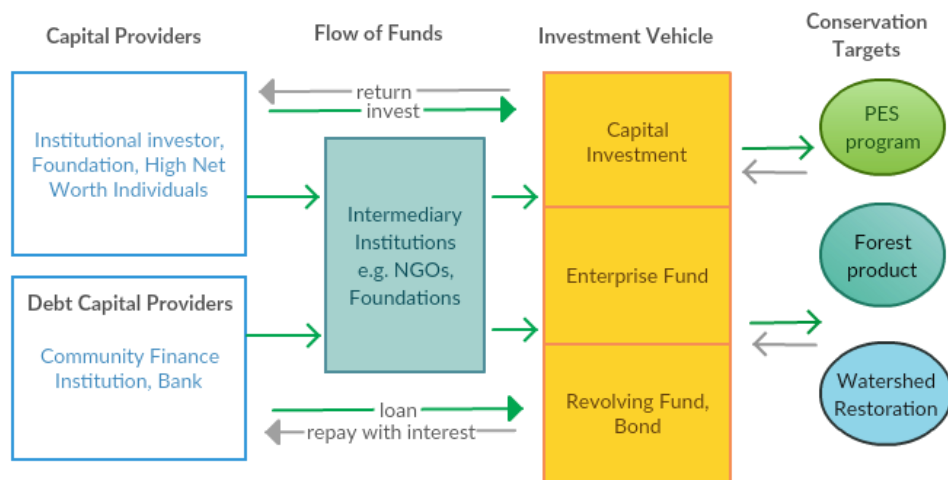 Capital Providers
Flow of Funds
Investment Vehicle
Conservation
Targets
Institutional investor,
Foundation, High Net
Worth Individuals
return
invest
Intermediary
Institutions
e.g. NGOs,
Foundations
Capital
Investment
PES
program
Enterprise Fund
Forest
product
Debt Capital Providers
Community Finance
Institution, Bank
loan
repay with interest
Revolving Fund,
Bond
Watershed
Restoration